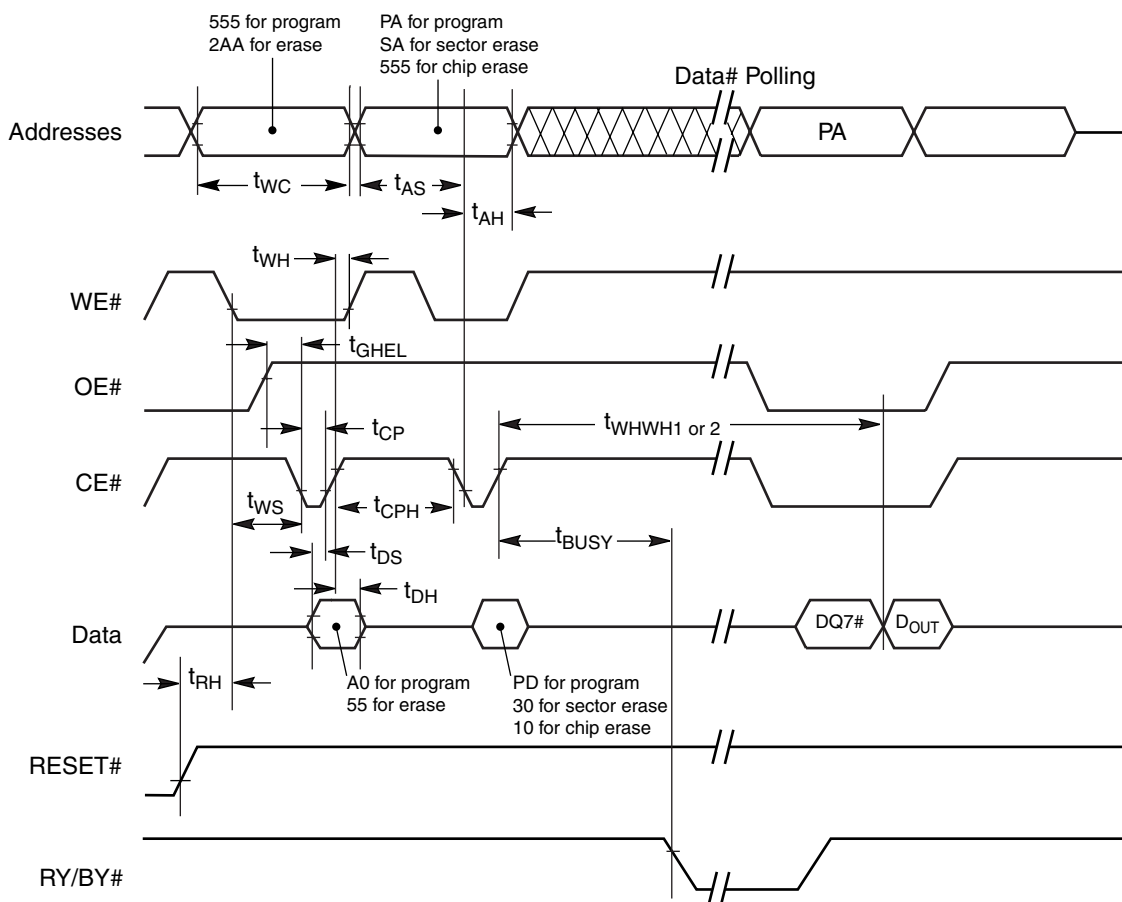 555 for program
2AA for erase
PA for program
SA for sector erase
555 for chip erase
Data# Polling
Addresses
PA
tWC
tAS
tAH
tWH
WE#
tGHEL
OE#
tCP
tWHWH1 or 2
CE#
tWS
tCPH
tBUSY
tDS
tDH
Data
DQ7#
DOUT
tRH
A0 for program
55 for erase
PD for program
30 for sector erase
10 for chip erase
RESET#
RY/BY#